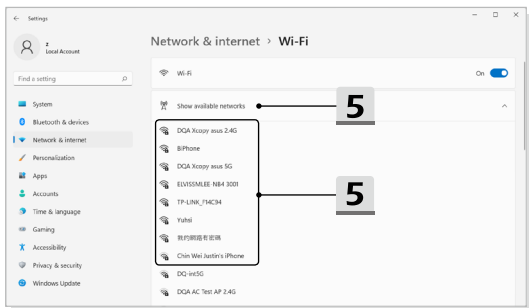 Settings
z
Local Account
Find a setting
System
Bluetooth & devices
Network & internet
Personalization
Apps
Accounts
Time & language
Gaming
Accessibility
Privacy & security
Windows Update
Network & internet › Wi-Fi
Wi-Fi
On
Show available networks
5
DQA Xcopy asus 2.4G
BiPhone
DQA Xcopy asus 5G
ELVISSMLEE-NB4 3001
TP-LINK_F14C94
Yuhsi
我的網路有密碼
Chin Wei Justin's iPhone
5
DQ-int5G
DQA AC Test AP 2.4G